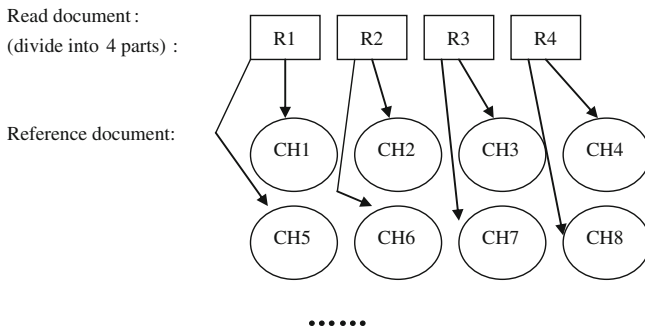 Read document:
(divide into 4 parts) :
R1 R2 R3 R4
Reference document:
CH1 CH2 CH3 CH4
CH5 CH6 CH7 CH8
......